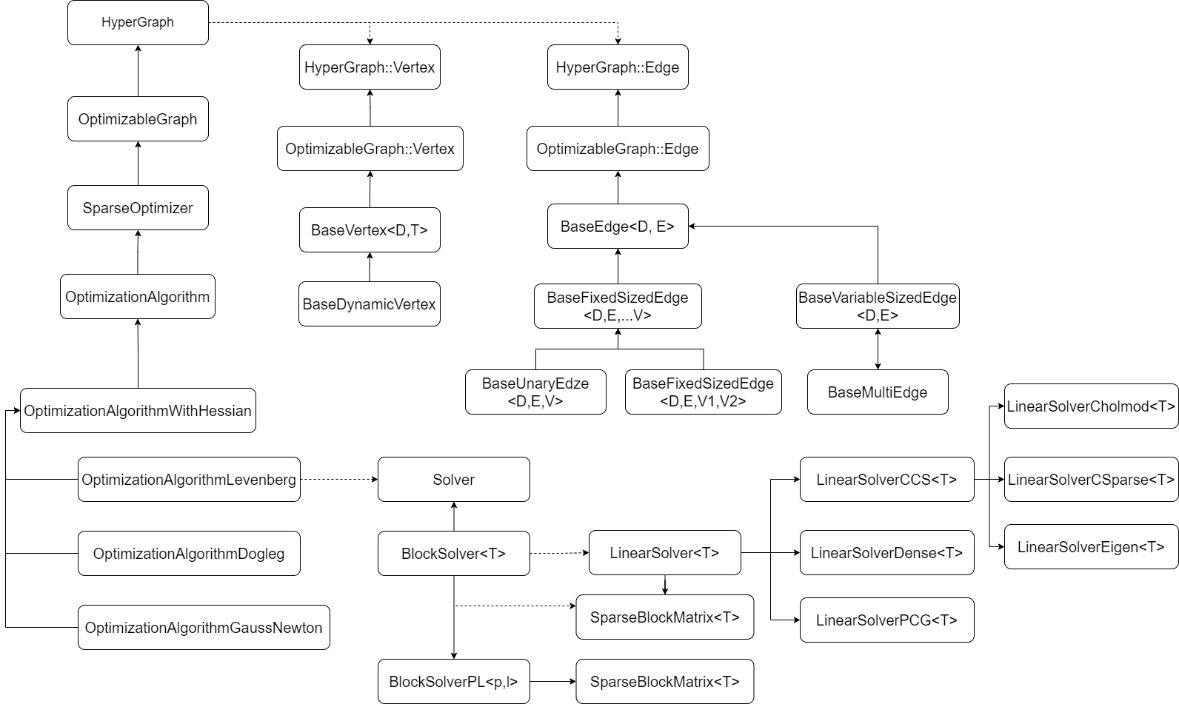 HyperGraph
HyperGraph::Vertex
HyperGraph::Edge
OptimizableGraph
OptimizableGraph::Vertex
OptimizableGraph::Edge
SparseOptimizer
BaseVertex<D,T>
BaseEdge<D, E>
OptimizationAlgorithm
BaseDynamicVertex
BaseFixedSizedEdge
<D,E,...V>
BaseVariableSizedEdge
<D,E>
BaseUnaryEdze
<D,E,V>
BaseFixedSizedEdge
<D,E,V1,V2>
BaseMultiEdge
OptimizationAlgorithmWithHessian
LinearSolverCholmod<T>
OptimizationAlgorithmLevenberg
Solver
LinearSolverCCS<T>
LinearSolverCSparse<T>
OptimizationAlgorithmDogleg
BlockSolver<T>
LinearSolver<T>
LinearSolverDense<T>
LinearSolverEigen<T>
OptimizationAlgorithmGaussNewton
SparseBlockMatrix<T>
LinearSolverPCG<T>
BlockSolverPL<p,l>
SparseBlockMatrix<T>